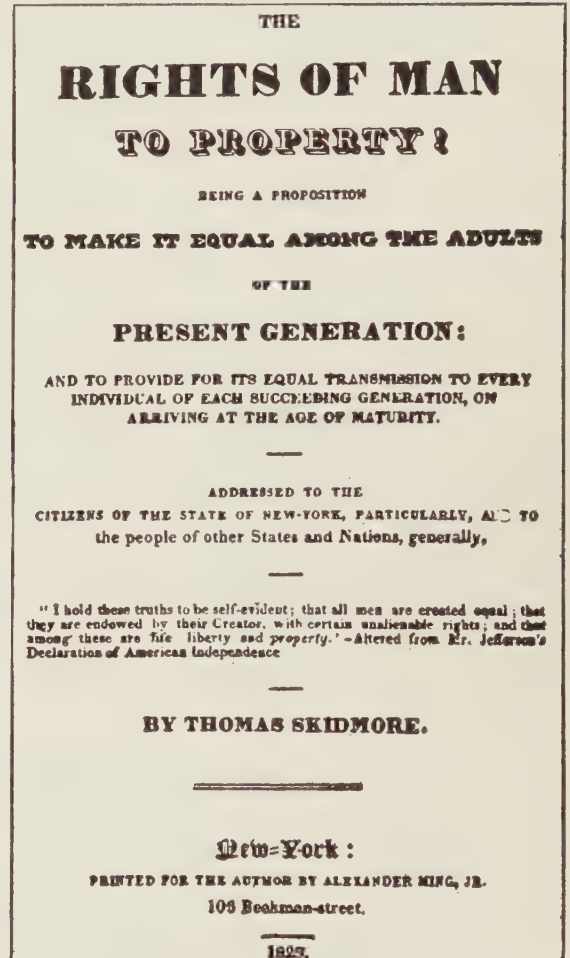 THE
RIGHTS OF MAN
TO PROPERTY!
BEING A PROPOSITION
TO MAKE IT EQUAL AMONG THE ADULTS
OF THE
PRESENT GENERATION:
AND TO PROVIDE FOR ITS EQUAL TRANSMISSION TO EVERY
INDIVIDUAL OF EACH SUCCEEDING GENERATION, ON
ARRIVING AT THE AGE OF MATURITY.
ADDRESSED TO THE
CITIZENS OF THE STATE OF NEW-YORK, PARTICULARLY, AND TO
the people of other States and Nations, generally,
" I hold these truths to be self-evident; that all men are created equal; that
they are endowed by their Creator, with certain unalienable rights; and that
among these are life liberty and property." -Altered from Mr. Jefferson's
Declaration of American Independence
BY THOMAS SKIDMORE.
New-York:
PRINTED FOR THE AUTHOR BY ALEXANDER MING, JR.
106 Beekman-street.
1829.